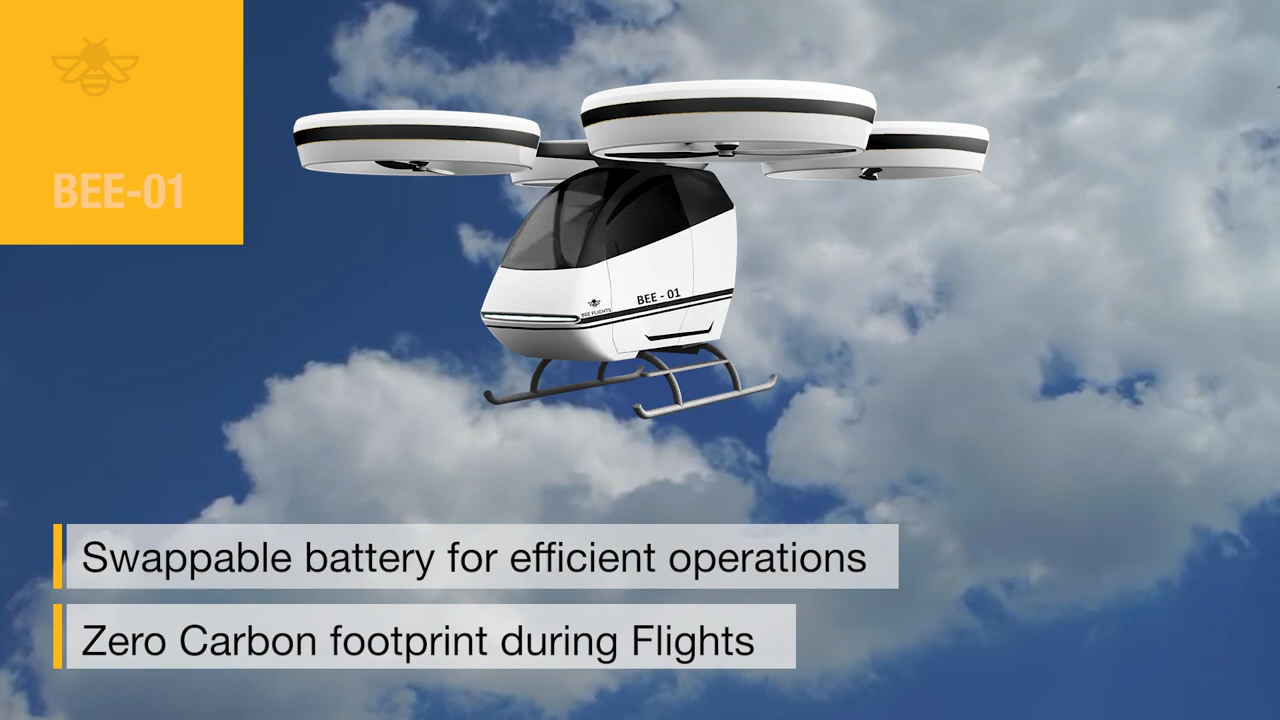 BEE-01
BEE - 01
BEE FLIGHTS
Swappable battery for efficient operations
Zero Carbon footprint during Flights